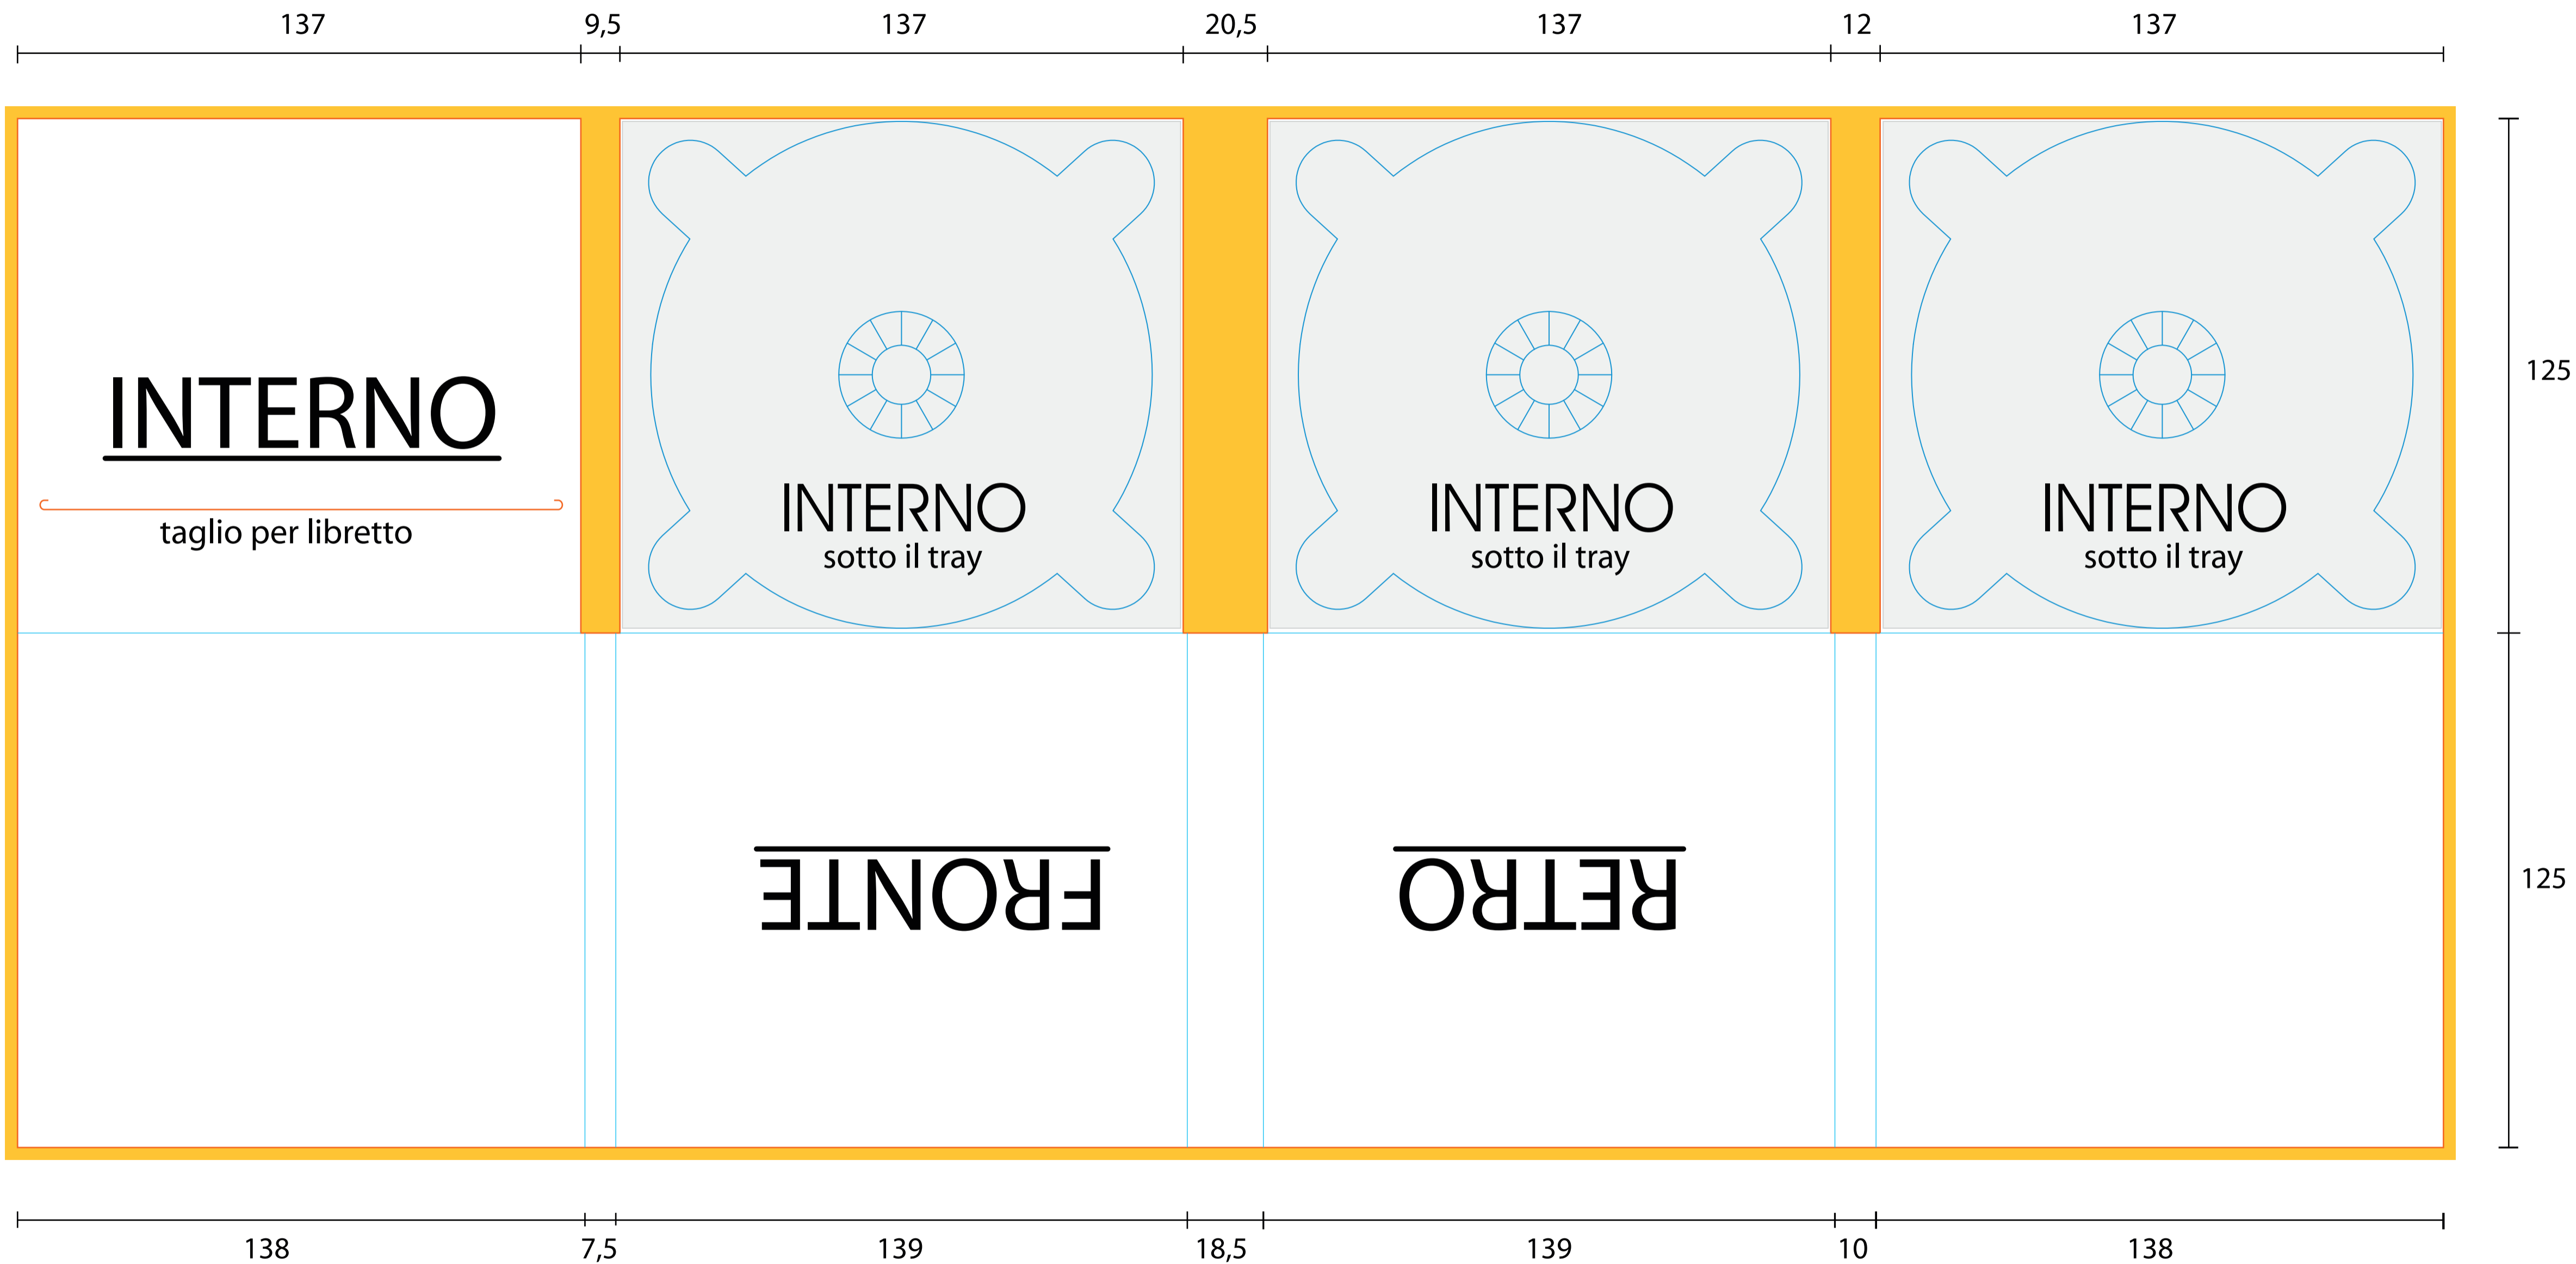 137 9,5 137 20,5 137 12 137
125
INTERNO
taglio per libretto
INTERNO
sotto il tray
INTERNO
sotto il tray
INTERNO
sotto il tray
125
FRONTE
RETRO
138 7,5 139 18,5 139 10 138